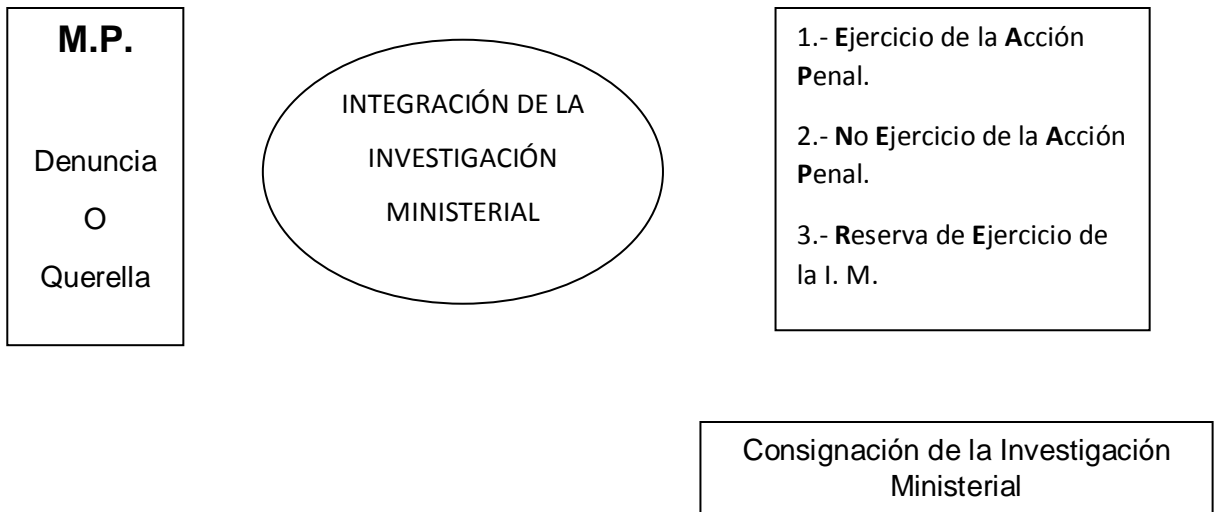 M.P.
Denuncia
O
Querella
INTEGRACIÓN DE LA
INVESTIGACIÓN
MINISTERIAL
1.- Ejercicio de la Acción
Penal.
2.- No Ejercicio de la Acción
Penal.
3.- Reserva de Ejercicio de
la I. M.
Consignación de la Investigación
Ministerial